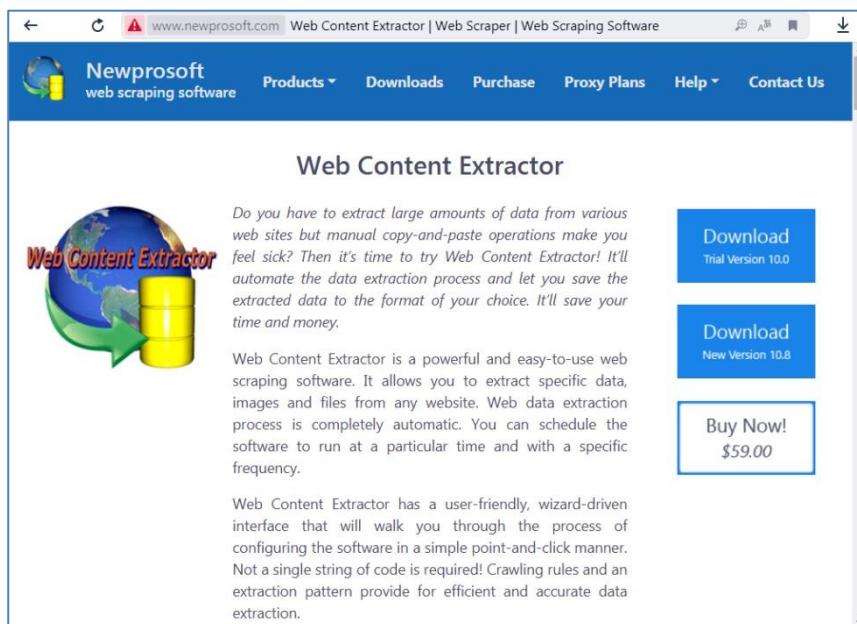 www.newprosoft.com Web Content Extractor | Web Scraper | Web Scraping Software
Newprosoft
web scraping software
Products
Downloads
Purchase
Proxy Plans
Help
Contact Us
Web Content Extractor
Web Content Extractor
Do you have to extract large amounts of data from various
web sites but manual copy-and-paste operations make you
feel sick? Then it's time to try Web Content Extractor! It'll
automate the data extraction process and let you save the
extracted data to the format of your choice. It'll save your
time and money.
Web Content Extractor is a powerful and easy-to-use web
scraping software. It allows you to extract specific data,
images and files from any website. Web data extraction
process is completely automatic. You can schedule the
software to run at a particular time and with a specific
frequency.
Web Content Extractor has a user-friendly, wizard-driven
interface that will walk you through the process of
configuring the software in a simple point-and-click manner.
Not a single string of code is required! Crawling rules and an
extraction pattern provide for efficient and accurate data
extraction.
Download
Trial Version 10.0
Download
New Version 10.8
Buy Now!
$59.00